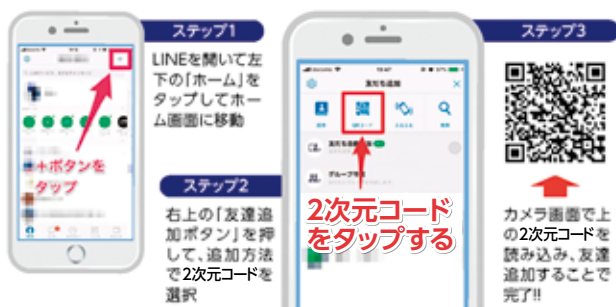 ステップ1
LINEを開いて左
下の「ホーム」を
タップしてホー
ム画面に移動
+ボタンを
タップ
ステップ2
右上の「友達追
加ボタン」を押
して、追加方法
で2次元コードを
選択
友だち追加
2次元コード
をタップする
ステップ3
カメラ画面で上
の2次元コードを
読み込み、友達
追加することで
完了!!